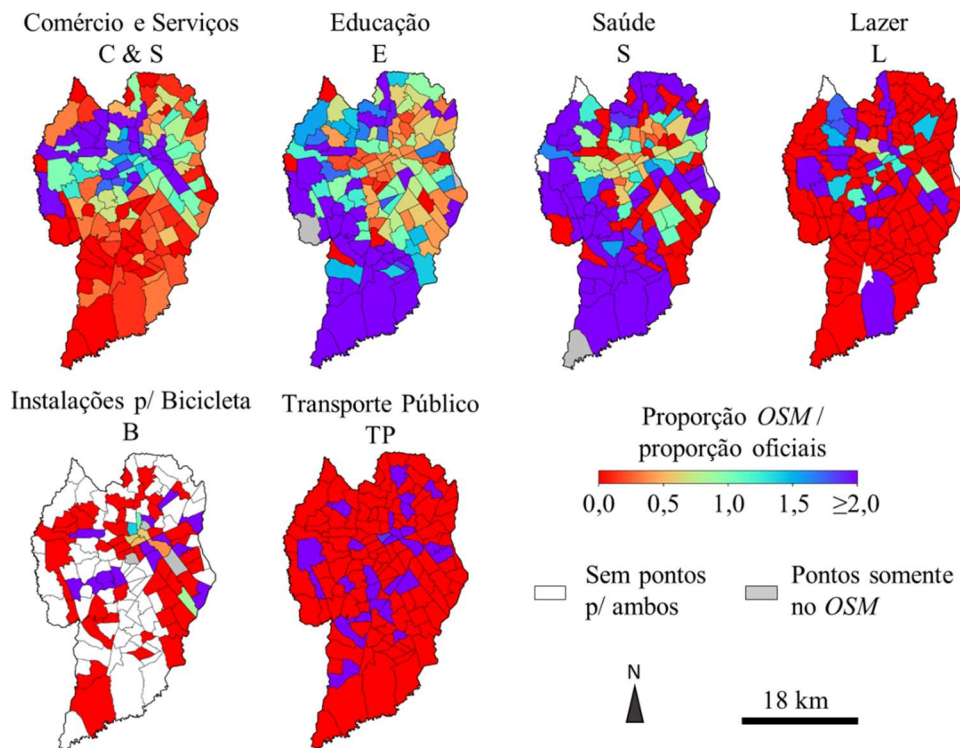 Comércio e Serviços
C & S
Educação
E
Saúde
S
Lazer
L
Instalações p/ Bicicleta
B
Transporte Público
TP
Proporção OSM /
proporção oficiais
0,0 0,5 1,0 1,5 ≥2,0
Sem pontos
p/ ambos
Pontos somente
no OSM
N
18 km